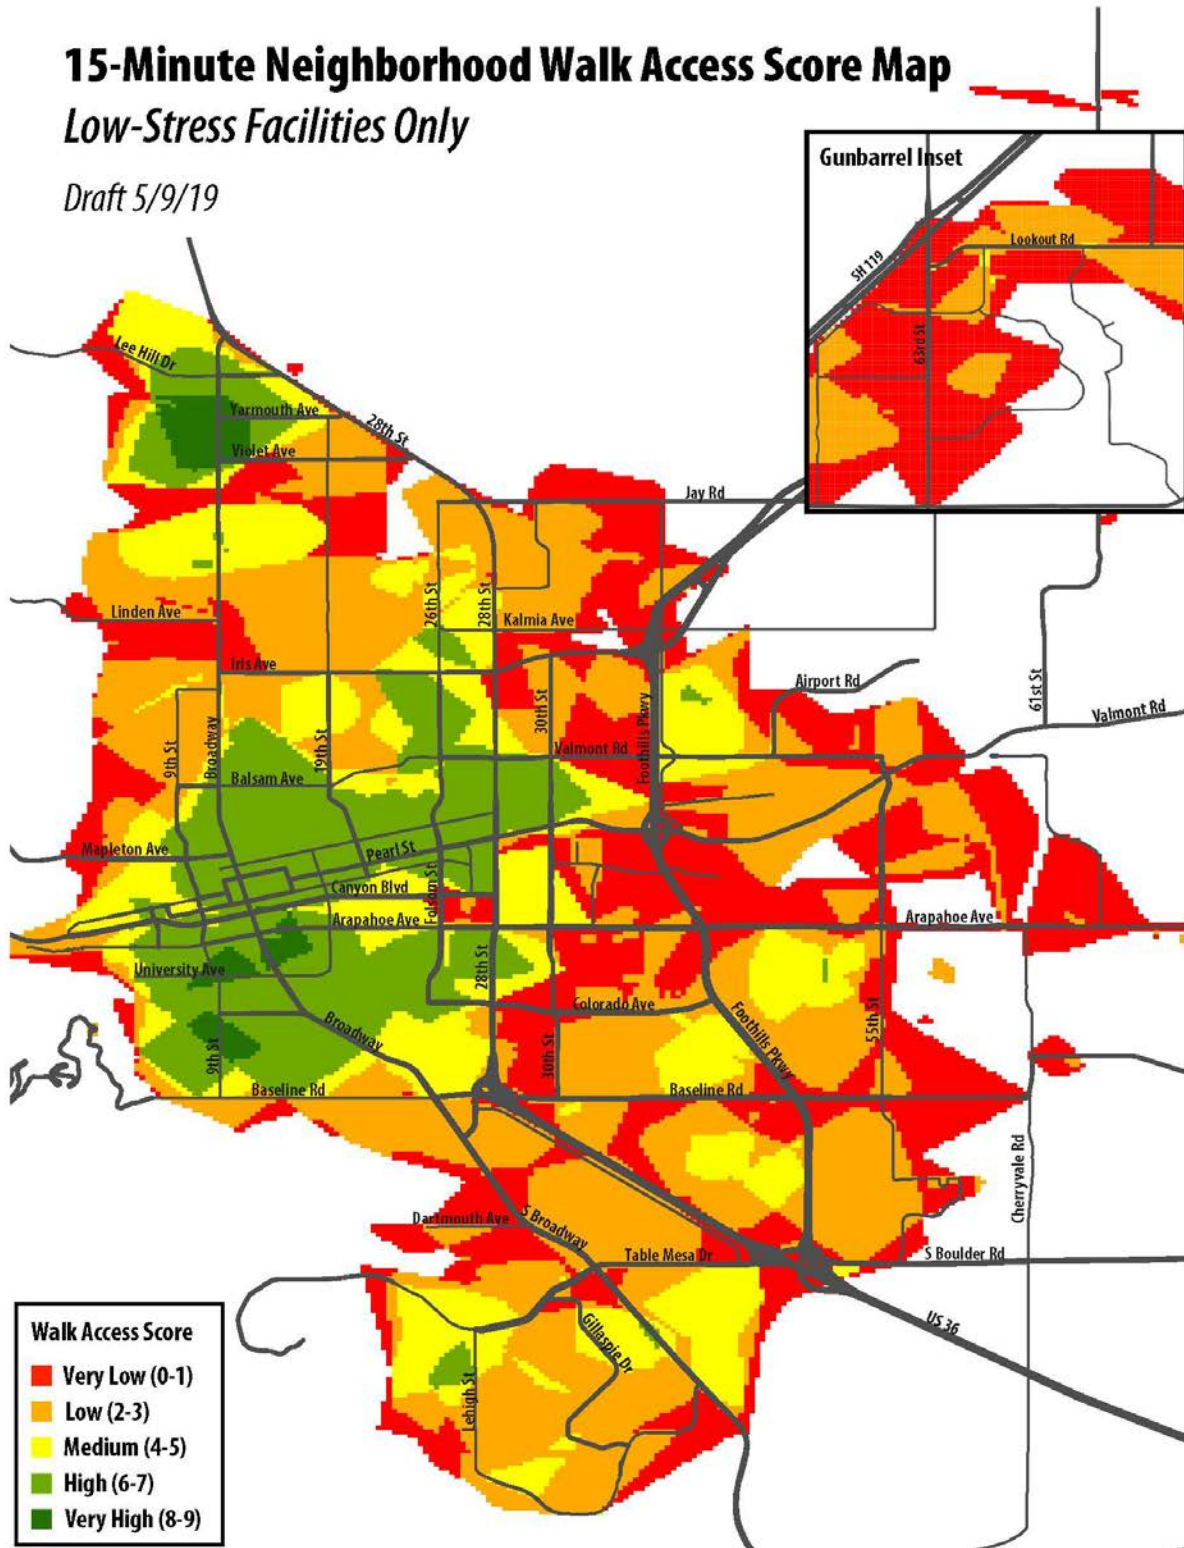 15-Minute Neighborhood Walk Access Score Map
Low-Stress Facilities Only
Draft 5/9/19
Gunbarrel Inset
Lookout Rd
SH 119
63rd St
Lee Hill Dr
Yarmouth Ave
28th St
Violet Ave
Jay Rd
26th St
28th St
Linden Ave
Kalmia Ave
Iris Ave
Airport Rd
61st St
Valmont Rd
9th St
Broadway
19th St
30th St
Foothills Pkwy
Valmont Rd
Balsam Ave
Mapleton Ave
Pearl St
Canyon Blvd
Folsom St
Arapahoe Ave
Arapahoe Ave
University Ave
28th St
Colorado Ave
Broadway
Foothills Pkwy
55th St
9th St
30th St
Baseline Rd
Baseline Rd
Cherryvale Rd
Dartmouth Ave
S Broadway
Table Mesa Dr
S Boulder Rd
US 36
Gillaspie Dr
Lehigh St
Walk Access Score
Very Low (0-1)
Low (2-3)
Medium (4-5)
High (6-7)
Very High (8-9)